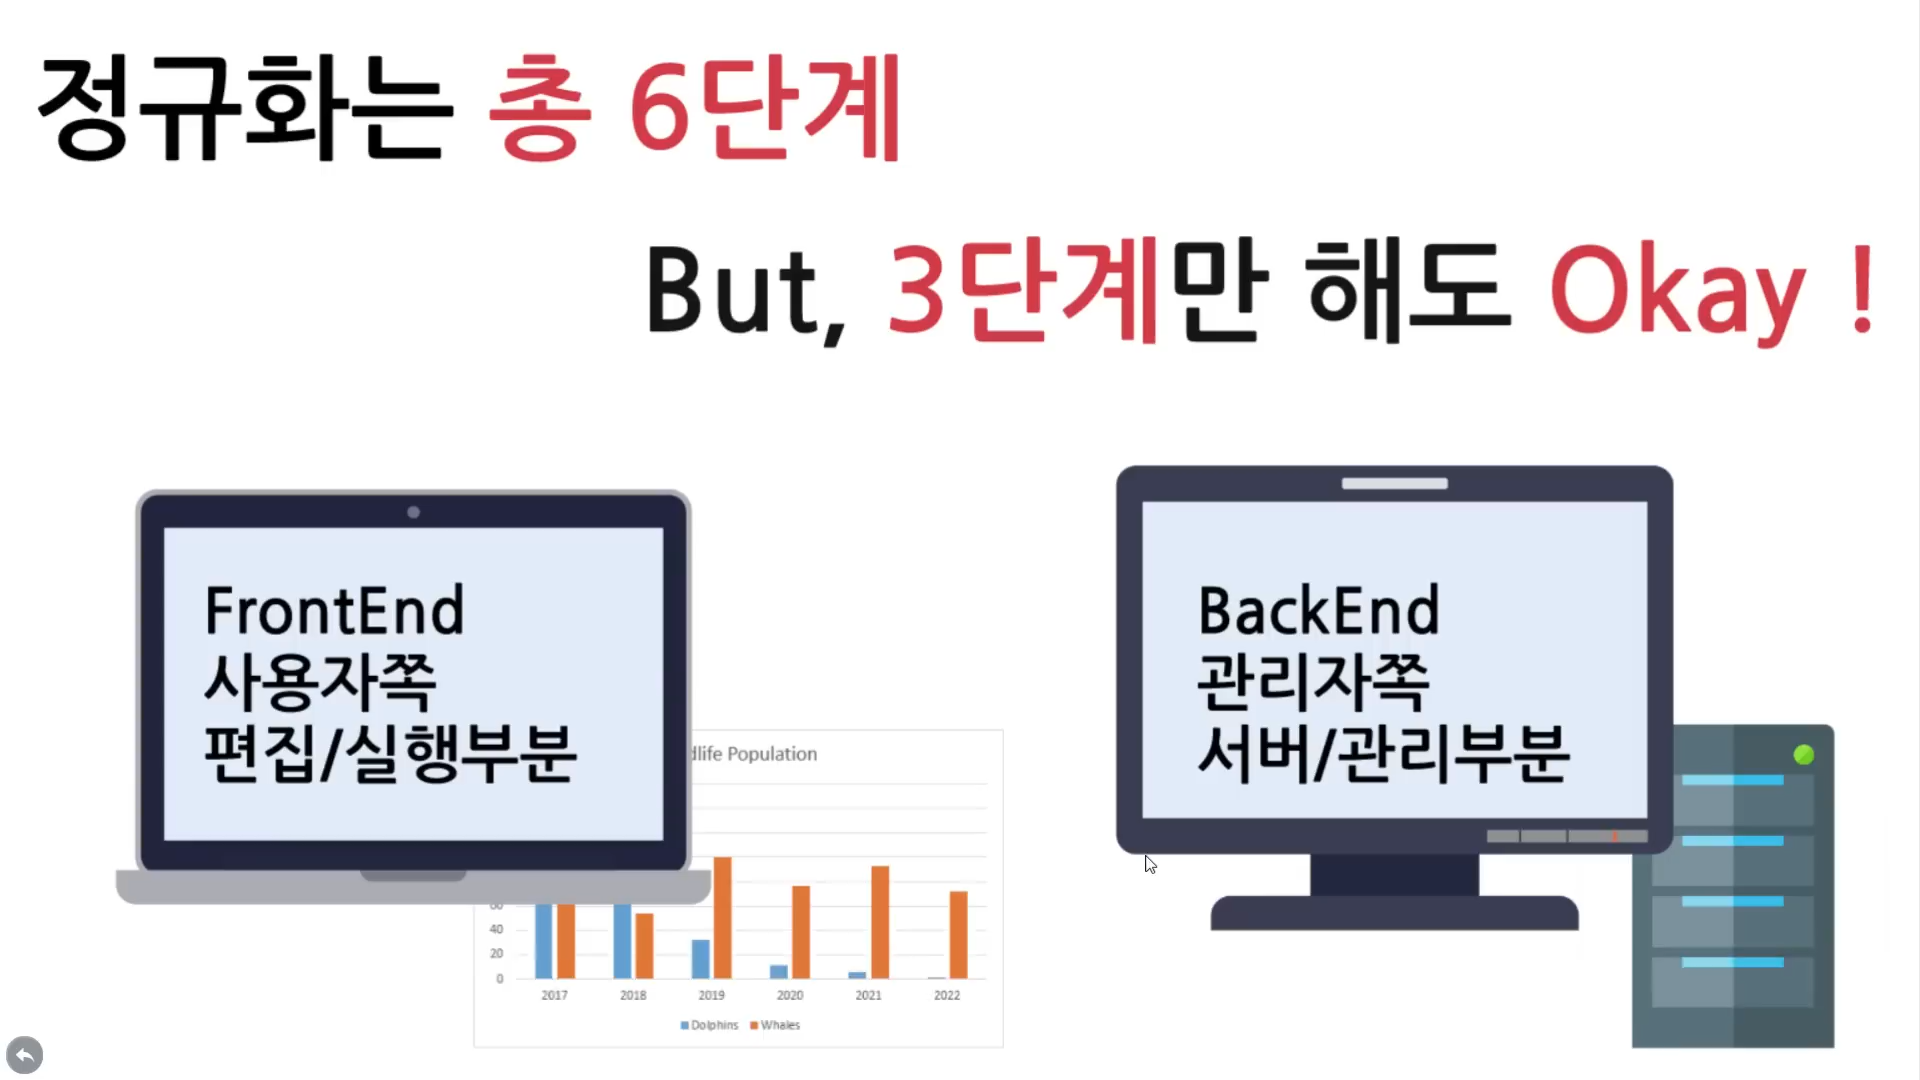 정규화는 총 6단계
But, 3단계만 해도 Okay !
FrontEnd
사용자쪽
편집/실행부분
BackEnd
관리자쪽
서버/관리부분
Population
40
20
0
2017 2018 2019 2020 2021 2022
Dolphins Whales